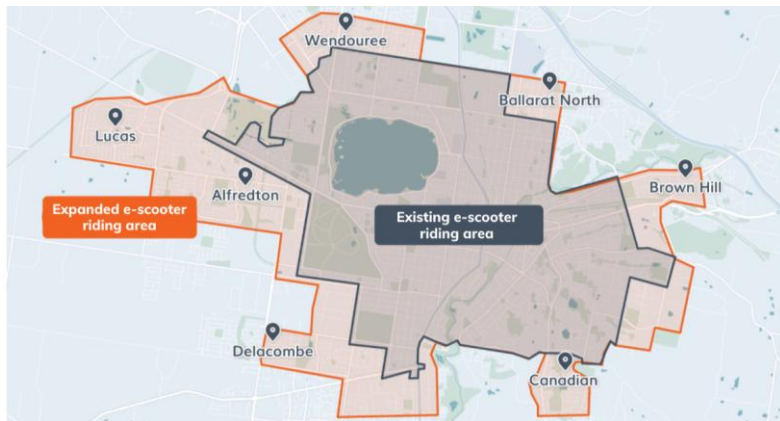 Wendouree
Ballarat North
Lucas
Alfredton
Brown Hill
Expanded e-scooter
riding area
Existing e-scooter
riding area
Delacombe
Canadian